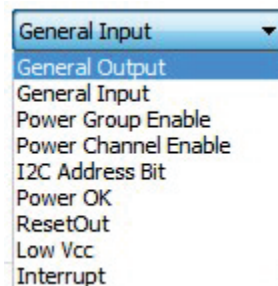 General Input
General Output
General Input
Power Group Enable
Power Channel Enable
I2C Address Bit
Power OK
ResetOut
Low Vcc
Interrupt